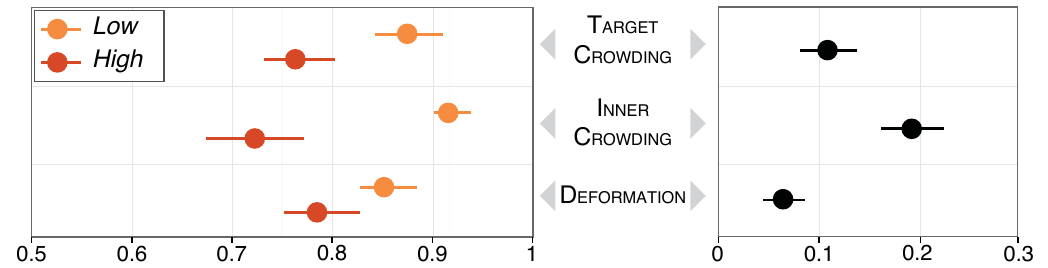 Low
High
TARGET
CROWDING
INNER
CROWDING
DEFORMATION
0.5 0.6 0.7 0.8 0.9 1
0 0.1 0.2 0.3